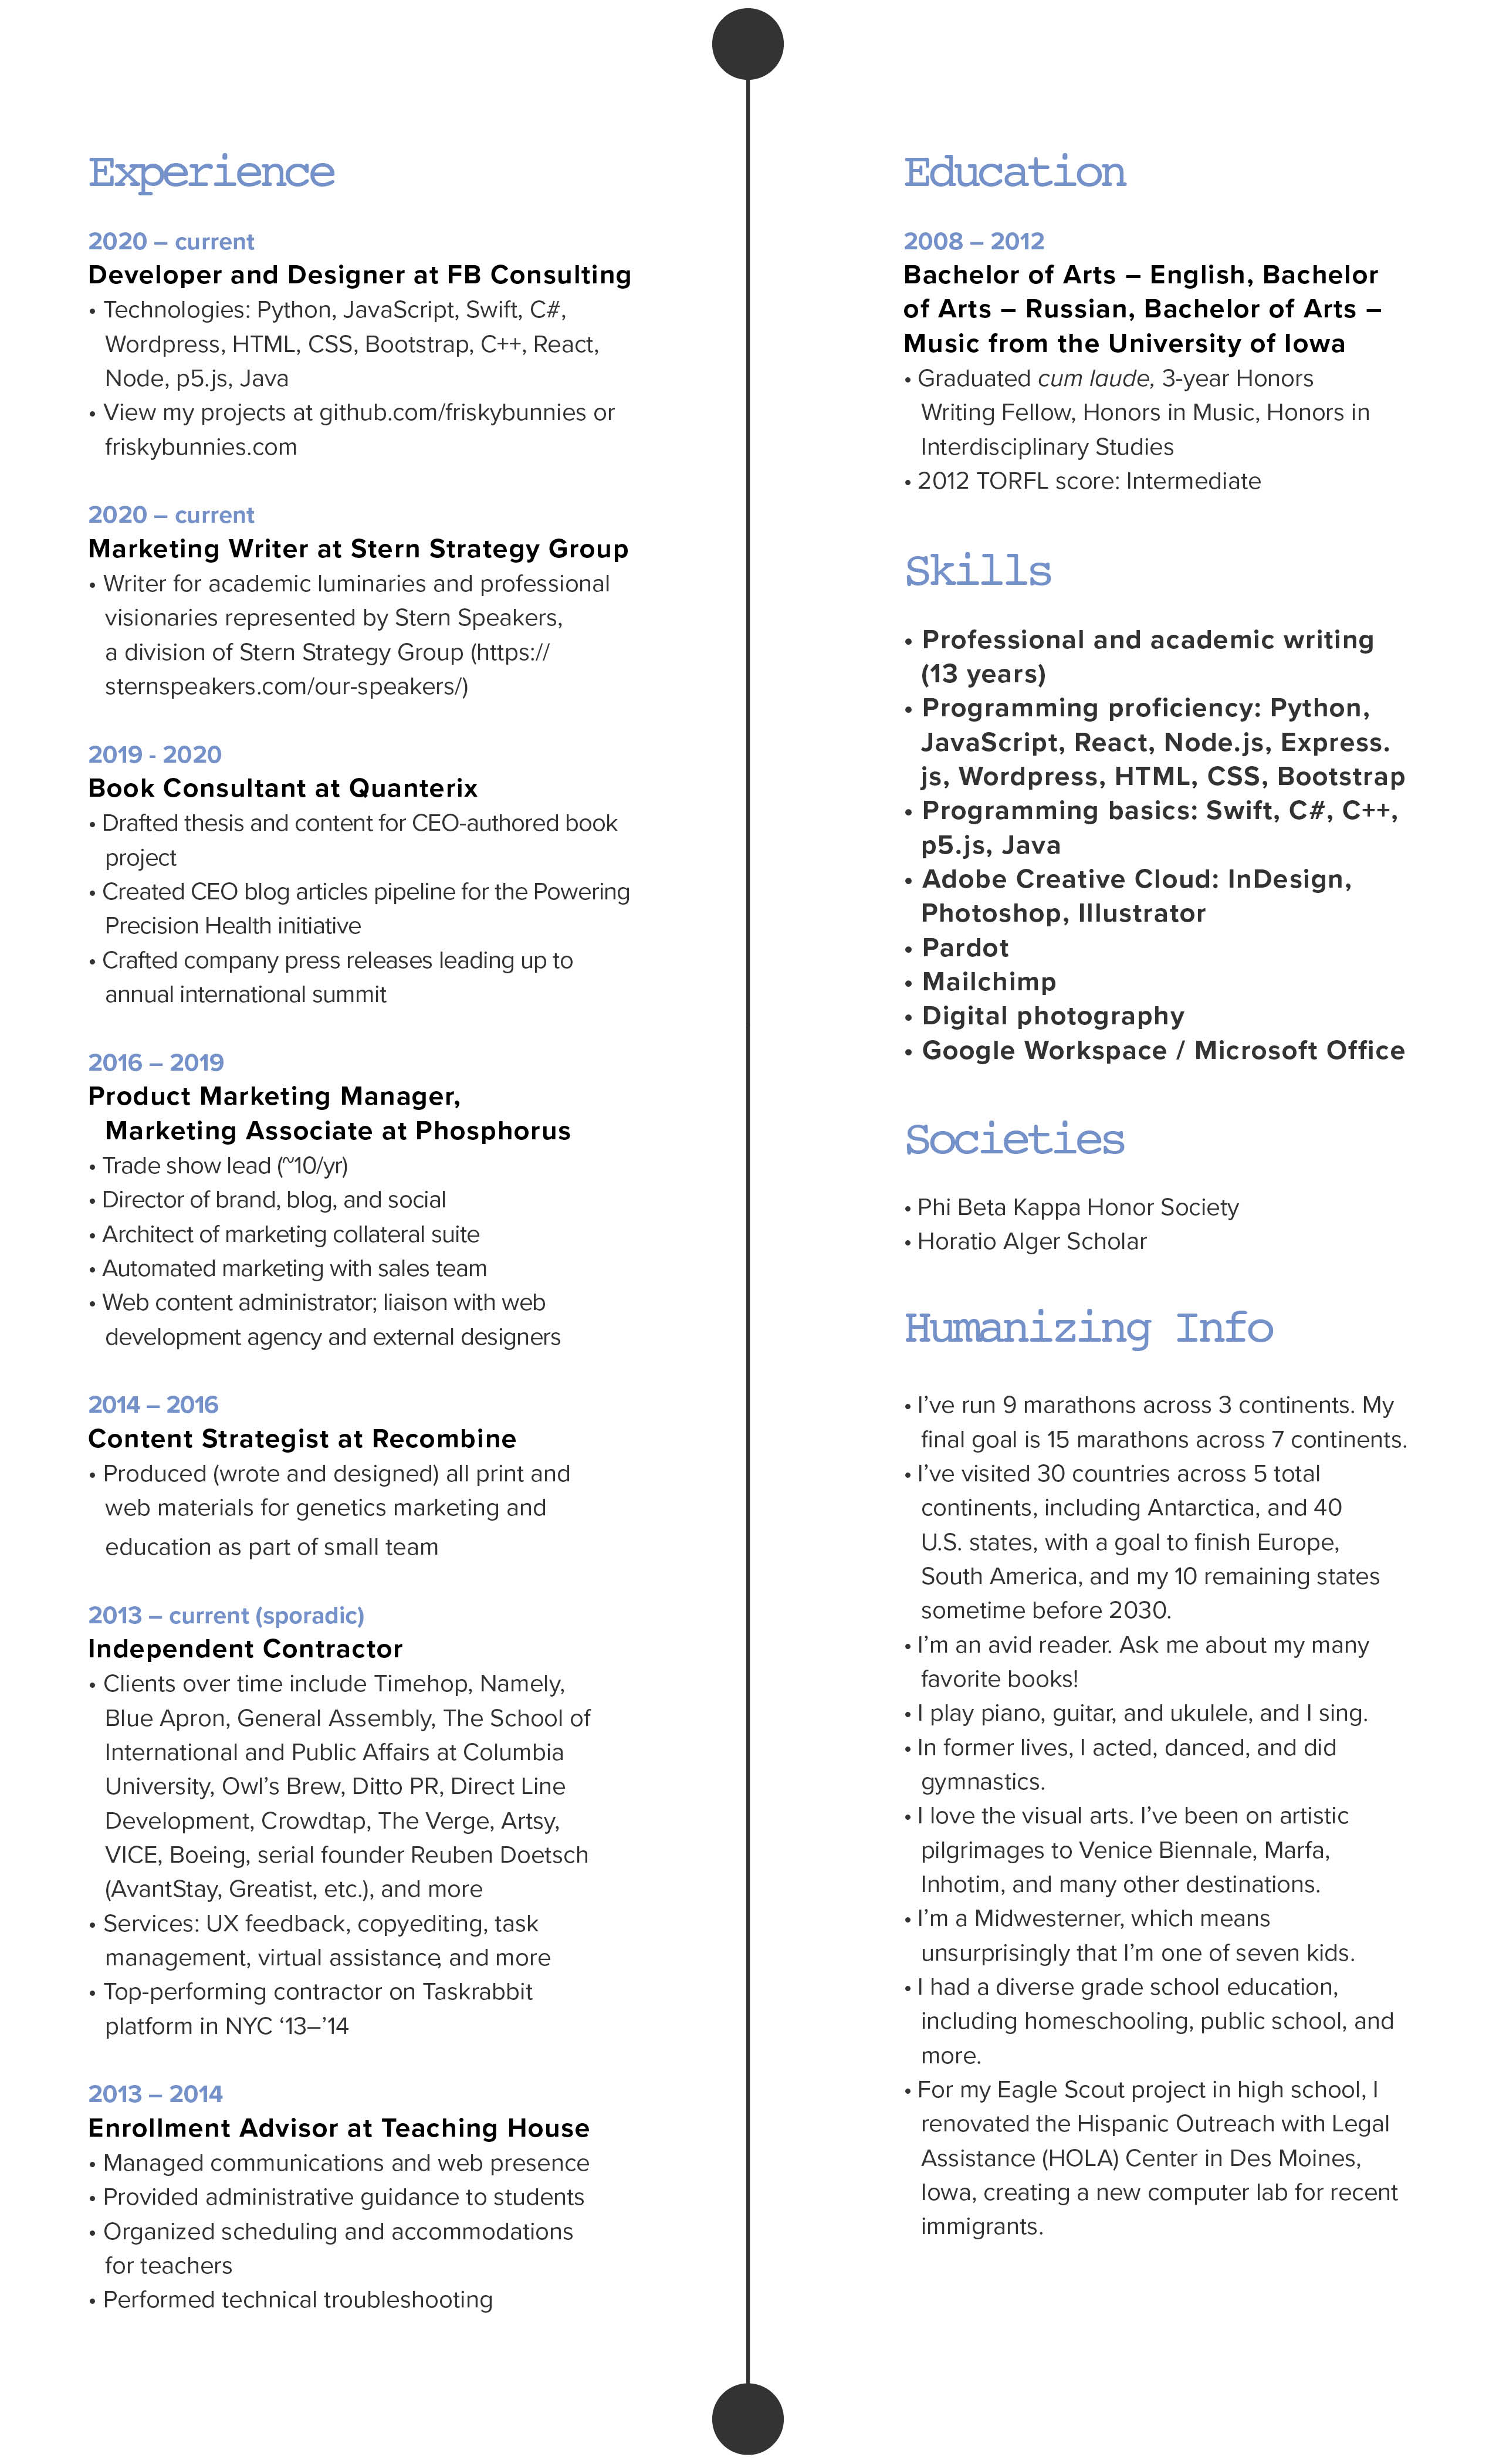 Experience
2020 – current
Developer and Designer at FB Consulting
• Technologies: Python, JavaScript, Swift, C#,
Wordpress, HTML, CSS, Bootstrap, C++, React,
Node, p5.js, Java
• View my projects at github.com/friskybunnies or
friskybunnies.com
2020 – current
Marketing Writer at Stern Strategy Group
• Writer for academic luminaries and professional
visionaries represented by Stern Speakers,
a division of Stern Strategy Group (https://
sternspeakers.com/our-speakers/)
2019 - 2020
Book Consultant at Quanterix
• Drafted thesis and content for CEO-authored book
project
• Created CEO blog articles pipeline for the Powering
Precision Health initiative
• Crafted company press releases leading up to
annual international summit
2016 – 2019
Product Marketing Manager,
Marketing Associate at Phosphorus
• Trade show lead (~10/yr)
• Director of brand, blog, and social
• Architect of marketing collateral suite
• Automated marketing with sales team
• Web content administrator; liaison with web
development agency and external designers
2014 – 2016
Content Strategist at Recombine
• Produced (wrote and designed) all print and
web materials for genetics marketing and
education as part of small team
2013 – current (sporadic)
Independent Contractor
• Clients over time include Timehop, Namely,
Blue Apron, General Assembly, The School of
International and Public Affairs at Columbia
University, Owl’s Brew, Ditto PR, Direct Line
Development, Crowdtap, The Verge, Artsy,
VICE, Boeing, serial founder Reuben Doetsch
(AvantStay, Greatist, etc.), and more
• Services: UX feedback, copyediting, task
management, virtual assistance, and more
• Top-performing contractor on Taskrabbit
platform in NYC ‘13–’14
2013 – 2014
Enrollment Advisor at Teaching House
• Managed communications and web presence
• Provided administrative guidance to students
• Organized scheduling and accommodations
for teachers
• Performed technical troubleshooting
Education
2008 – 2012
Bachelor of Arts – English, Bachelor
of Arts – Russian, Bachelor of Arts –
Music from the University of Iowa
• Graduated cum laude, 3-year Honors
Writing Fellow, Honors in Music, Honors in
Interdisciplinary Studies
• 2012 TORFL score: Intermediate
Skills
• Professional and academic writing
(13 years)
• Programming proficiency: Python,
JavaScript, React, Node.js, Express.
js, Wordpress, HTML, CSS, Bootstrap
• Programming basics: Swift, C#, C++,
p5.js, Java
• Adobe Creative Cloud: InDesign,
Photoshop, Illustrator
• Pardot
• Mailchimp
• Digital photography
• Google Workspace / Microsoft Office
Societies
• Phi Beta Kappa Honor Society
• Horatio Alger Scholar
Humanizing Info
• I’ve run 9 marathons across 3 continents. My
final goal is 15 marathons across 7 continents.
• I’ve visited 30 countries across 5 total
continents, including Antarctica, and 40
U.S. states, with a goal to finish Europe,
South America, and my 10 remaining states
sometime before 2030.
• I’m an avid reader. Ask me about my many
favorite books!
• I play piano, guitar, and ukulele, and I sing.
• In former lives, I acted, danced, and did
gymnastics.
• I love the visual arts. I’ve been on artistic
pilgrimages to Venice Biennale, Marfa,
Inhotim, and many other destinations.
• I’m a Midwesterner, which means
unsurprisingly that I’m one of seven kids.
• I had a diverse grade school education,
including homeschooling, public school, and
more.
• For my Eagle Scout project in high school, I
renovated the Hispanic Outreach with Legal
Assistance (HOLA) Center in Des Moines,
Iowa, creating a new computer lab for recent
immigrants.